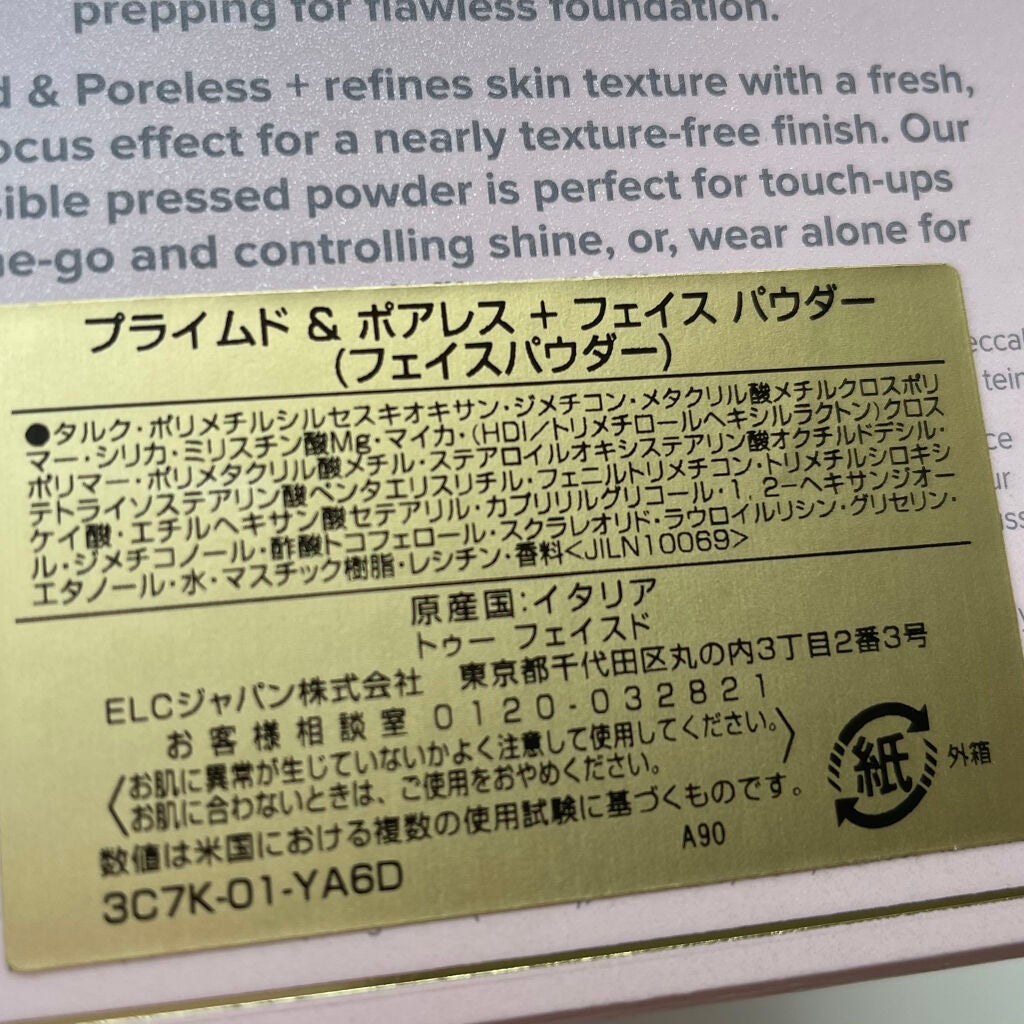 prepping for flawless foundation.
& Poreless + refines skin texture with a fresh,
effect for a nearly texture-free finish. Our
pressed powder is perfect for touch-ups
and controlling shine, or, wear alone for
プライムド & ポアレス + フェイス パウダー
(フェイスパウダー)
●タルク・ポリメチルシルセスキオキサン・ジメチコン・メタクリル酸メチルクロスポリ
マー・シリカ・ミリスチン酸Mg・マイカ・(HDI/トリメチロールヘキシルラクトン)クロス
ポリマー・ポリメタクリル酸メチル・ステアロイルオキシステアリン酸オクチルドデシル・
テトライソステアリン酸ペンタエリスリチル・フェニルトリメチコン・トリメチルシロキシ
ケイ酸・エチルヘキサン酸セテアリル・カプリリルグリコール・1,2-ヘキサンジオー
ル・ジメチコノール・酢酸トコフェロール・スクラレオリド・ラウロイルリシン・グリセリン・
エタノール・水・マスチック樹脂・レシチン・香料<JILN10069>
原産国:イタリア
トゥー フェイスド
ELCジャパン株式会社 東京都千代田区丸の内3丁目2番3号
お客様相談室 0120-032821
〈お肌に異常が生じていないかよく注意して使用してください。
お肌に合わないときは、ご使用をおやめください。〉
数値は米国における複数の使用試験に基づくものです。
紙 外箱
A90
3C7K-01-YA6D